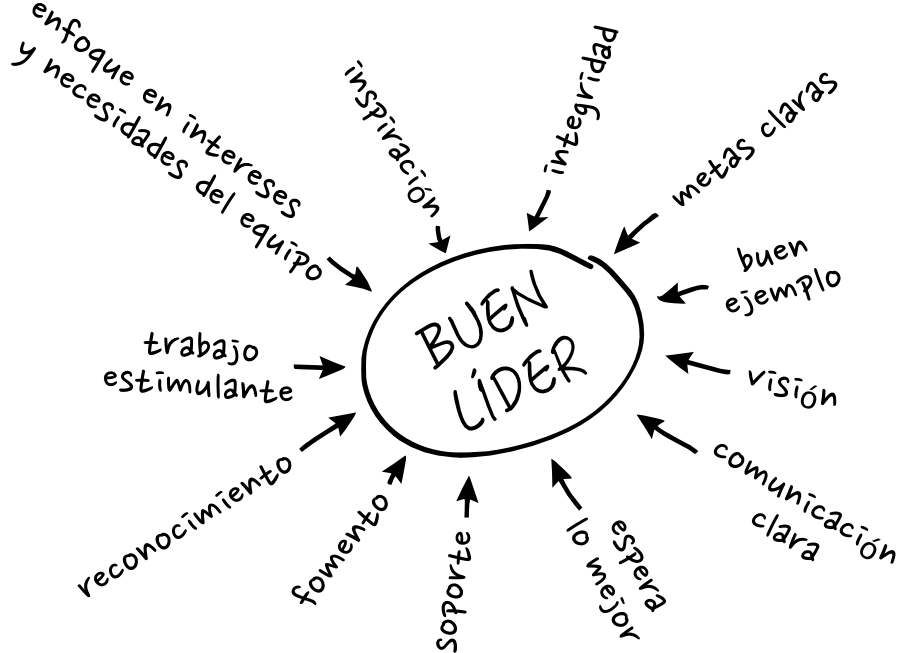 enfoque en intereses
y necesidades del equipo
inspiración
integridad
metas claras
buen
ejemplo
visión
comunicación
clara
espera
lo mejor
soporte
fomento
reconocimiento
trabajo
estimulante
BUEN
LÍDER